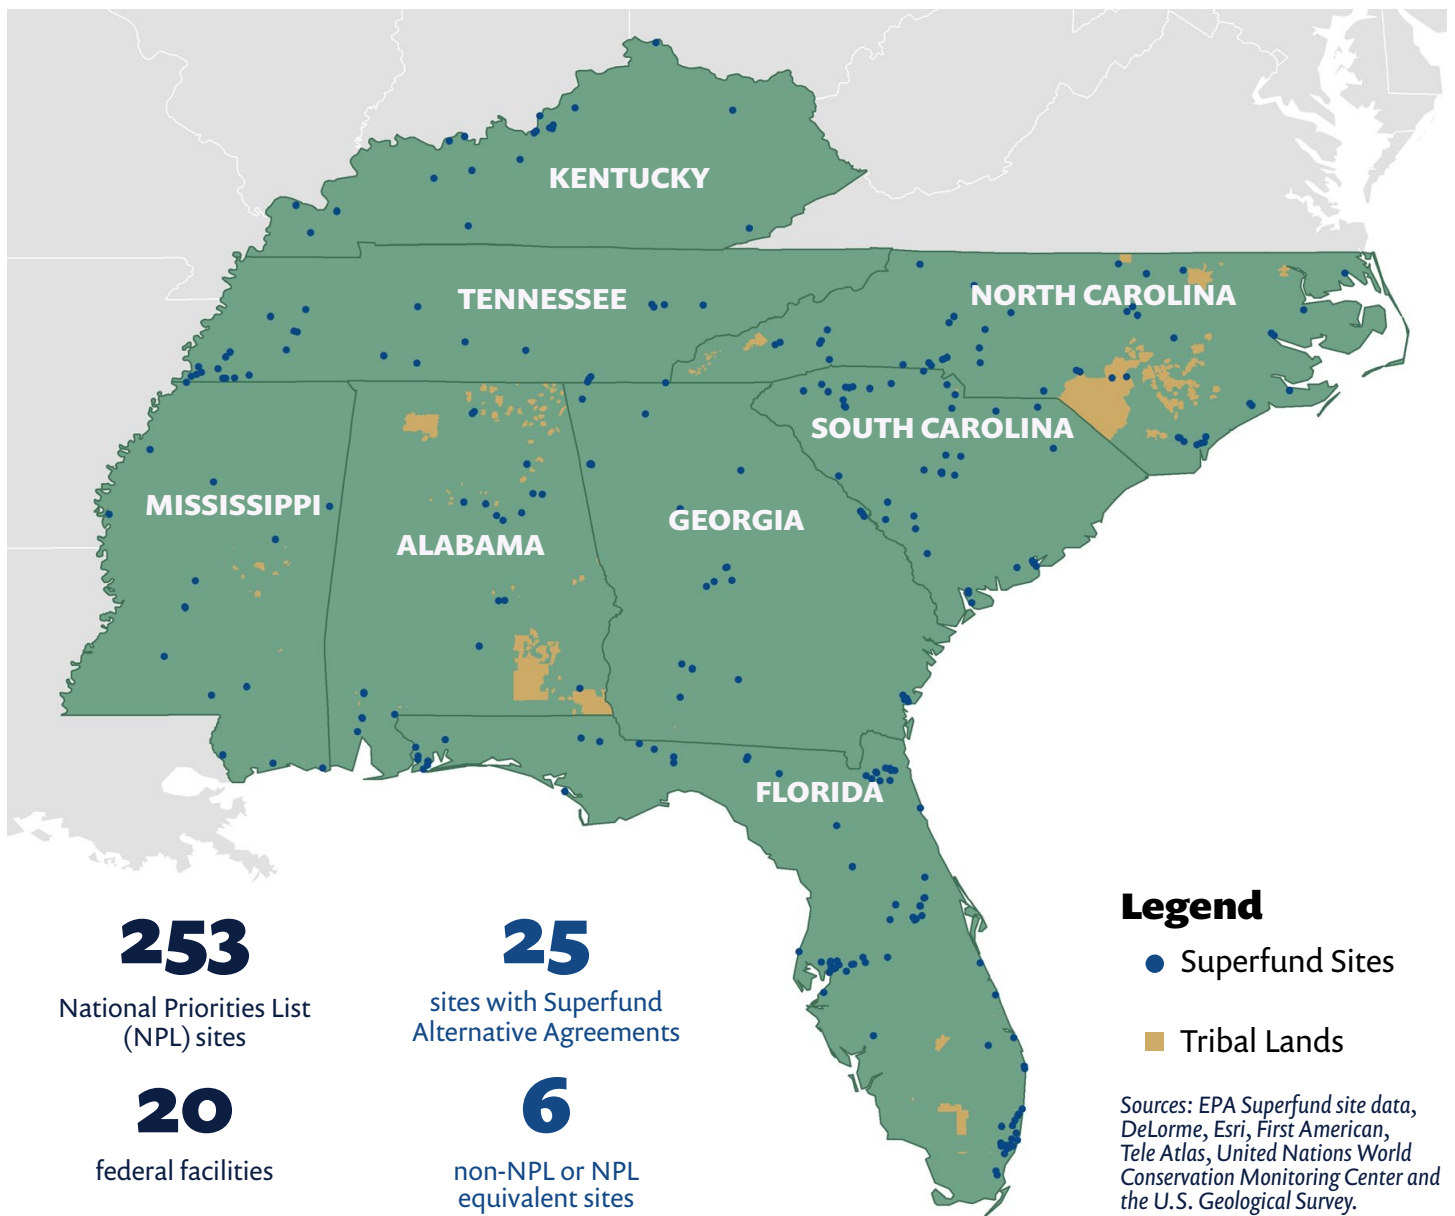 KENTUCKY
TENNESSEE
NORTH CAROLINA
SOUTH CAROLINA
MISSISSIPPI
ALABAMA
GEORGIA
FLORIDA
253
National Priorities List
(NPL) sites
25
sites with Superfund
Alternative Agreements
20
federal facilities
6
non-NPL or NPL
equivalent sites
Legend
Superfund Sites
Tribal Lands
Sources: EPA Superfund site data,
DeLorme, Esri, First American,
Tele Atlas, United Nations World
Conservation Monitoring Center and
the U.S. Geological Survey.